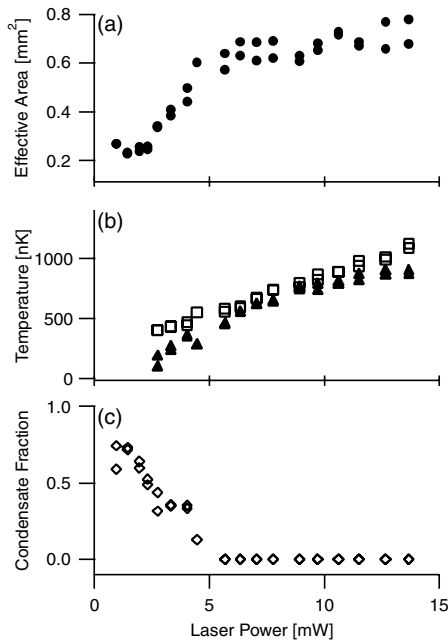 (a)
Effective Area [mm²]
0.8
0.6
0.4
0.2
(b)
Temperature [nK]
1000
500
0
(c)
Condensate Fraction
1.0
0.5
0.0
0 5 10 15
Laser Power [mW]